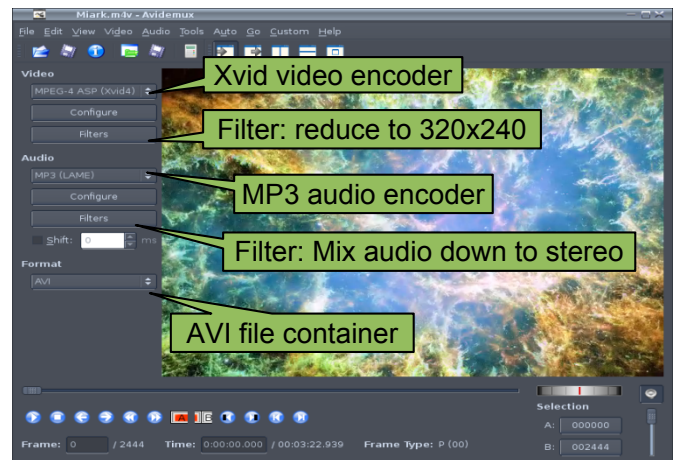 Miark.m4v - Avidemux
File Edit View Video Audio Tools Auto Go Custom Help
Video
MPEG-4 ASP (Xvid4)
Configure
Filters
Audio
MP3 (LAME)
Configure
Filters
Shift: 0 ms
Format
AVI
Xvid video encoder
Filter: reduce to 320x240
MP3 audio encoder
Filter: Mix audio down to stereo
AVI file container
A B
Selection
A: 000000
B: 002444
Frame: 0 / 2444 Time: 0:00:00.000 / 00:03:22.939 Frame Type: P (00)